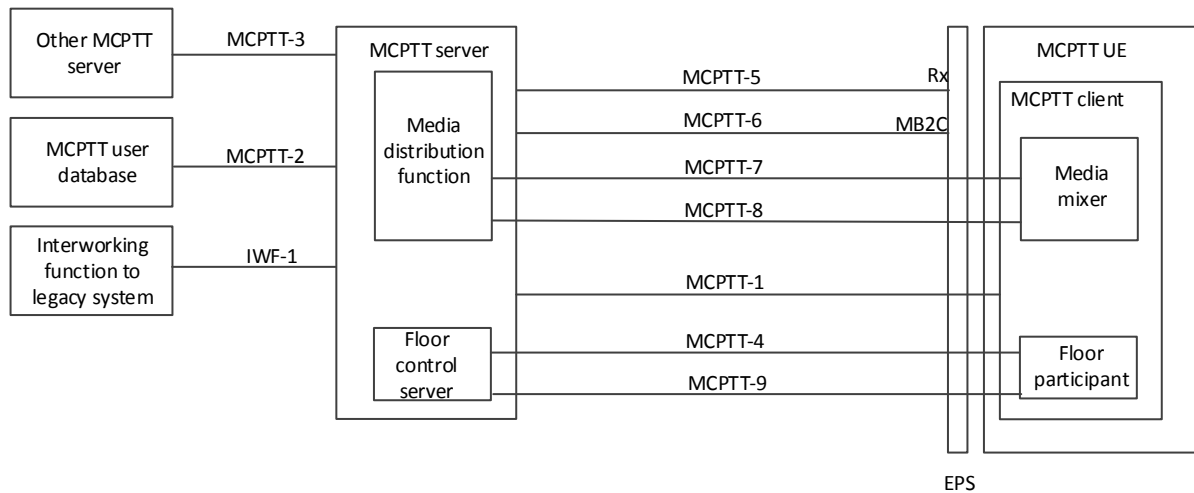 Other MCPTT
server
MCPTT-3
MCPTT user
database
MCPTT-2
Interworking
function to
legacy system
IWF-1
MCPTT server
Media
distribution
function
Floor
control
server
MCPTT-5
Rx
MCPTT-6
MB2C
MCPTT-7
MCPTT-8
MCPTT-1
MCPTT-4
MCPTT-9
EPS
MCPTT UE
MCPTT client
Media
mixer
Floor
participant